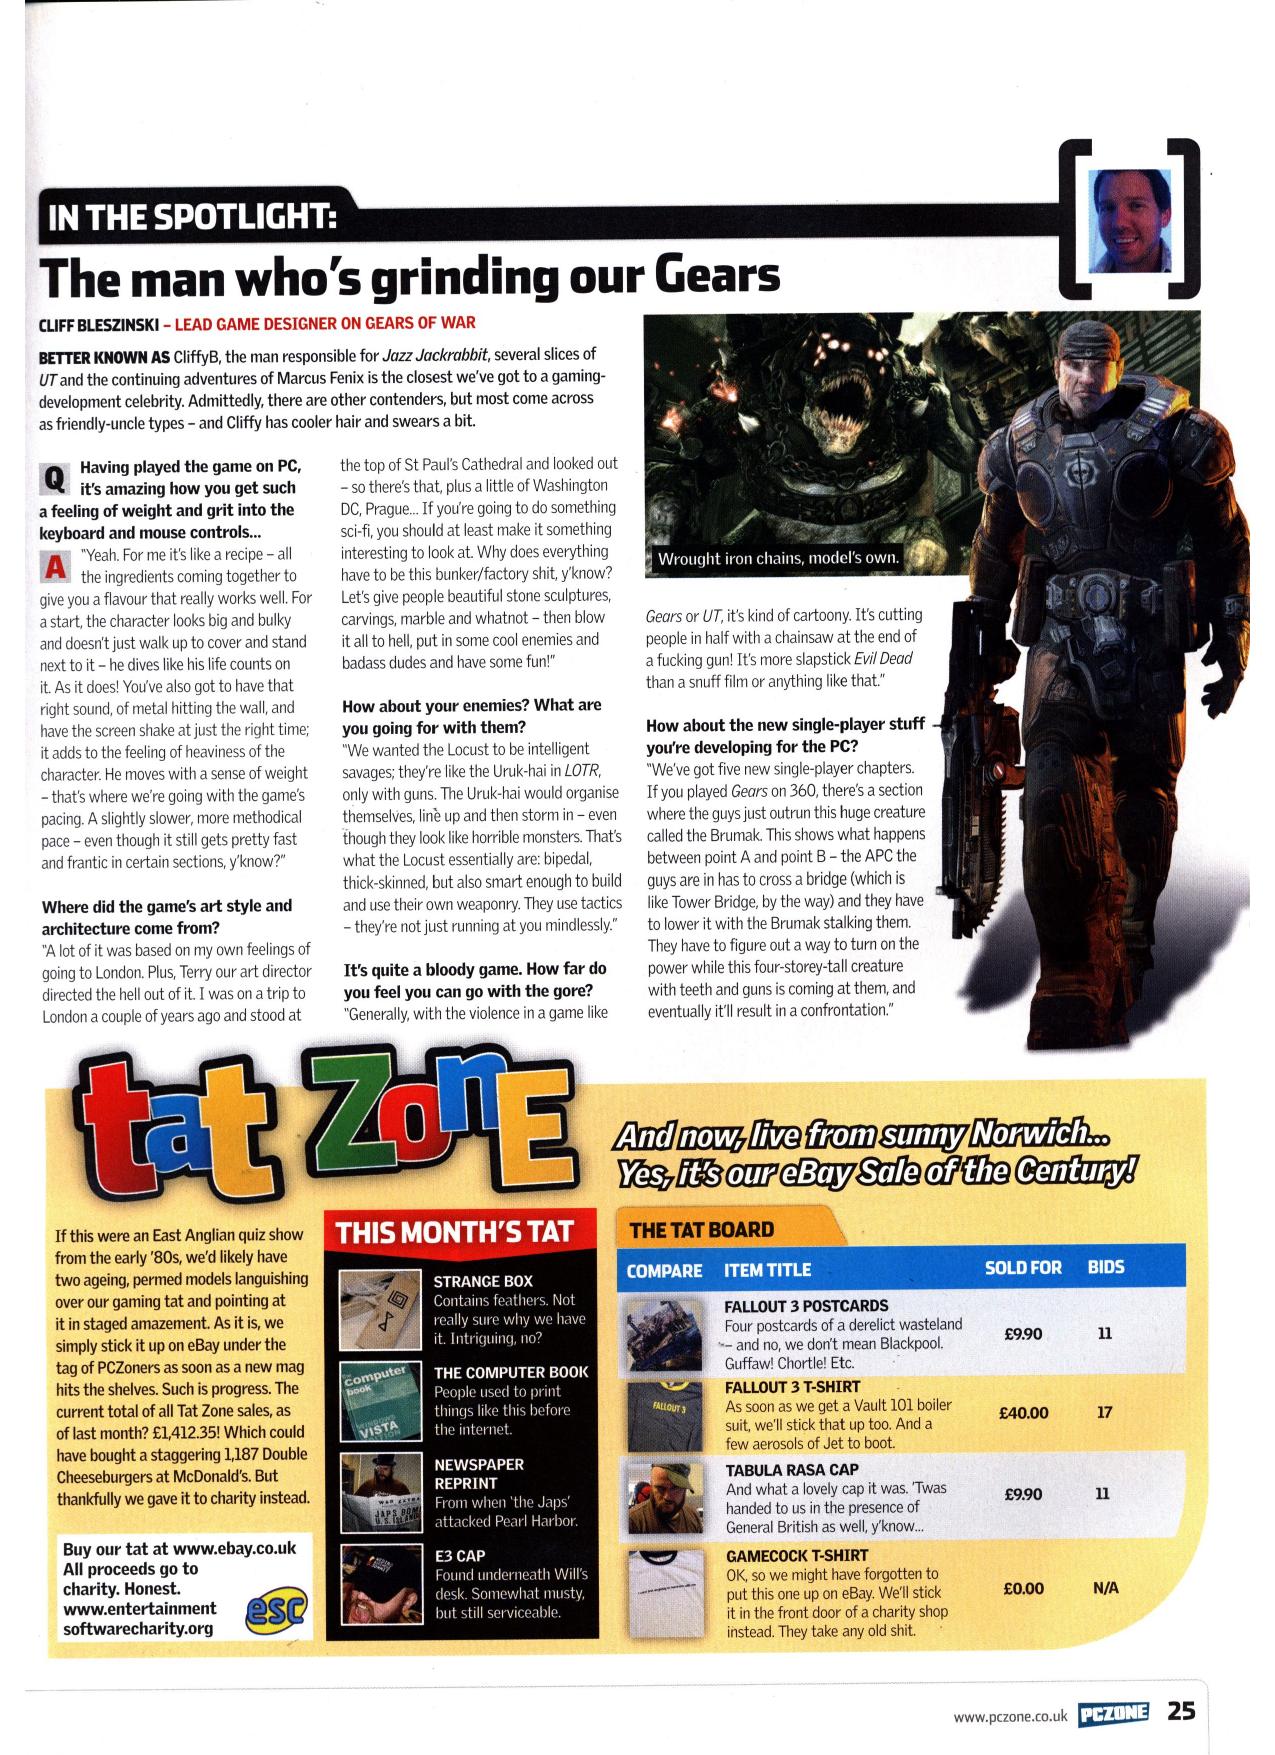 IN THE SPOTLIGHT:
The man who's grinding our Gears
CLIFF BLESZINSKI – LEAD GAME DESIGNER ON GEARS OF WAR
BETTER KNOWN AS CliffyB, the man responsible for Jazz Jackrabbit, several slices of
UT and the continuing adventures of Marcus Fenix is the closest we've got to a gaming-
development celebrity. Admittedly, there are other contenders, but most come across
as friendly-uncle types – and Cliffy has cooler hair and swears a bit.
Q Having played the game on PC,
it's amazing how you get such
a feeling of weight and grit into the
keyboard and mouse controls...
A "Yeah. For me it's like a recipe – all
the ingredients coming together to
give you a flavour that really works well. For
a start, the character looks big and bulky
and doesn't just walk up to cover and stand
next to it – he dives like his life counts on
it. As it does! You've also got to have that
right sound, of metal hitting the wall, and
have the screen shake at just the right time;
it adds to the feeling of heaviness of the
character. He moves with a sense of weight
– that's where we're going with the game's
pacing. A slightly slower, more methodical
pace – even though it still gets pretty fast
and frantic in certain sections, y'know?"
Where did the game's art style and
architecture come from?
"A lot of it was based on my own feelings of
going to London. Plus, Terry our art director
directed the hell out of it. I was on a trip to
London a couple of years ago and stood at
the top of St Paul's Cathedral and looked out
– so there's that, plus a little of Washington
DC, Prague... If you're going to do something
sci-fi, you should at least make it something
interesting to look at. Why does everything
have to be this bunker/factory shit, y'know?
Let's give people beautiful stone sculptures,
carvings, marble and whatnot – then blow
it all to hell, put in some cool enemies and
badass dudes and have some fun!"
How about your enemies? What are
you going for with them?
"We wanted the Locust to be intelligent
savages; they're like the Uruk-hai in LOTR,
only with guns. The Uruk-hai would organise
themselves, line up and then storm in – even
though they look like horrible monsters. That's
what the Locust essentially are: bipedal,
thick-skinned, but also smart enough to build
and use their own weaponry. They use tactics
– they're not just running at you mindlessly."
It's quite a bloody game. How far do
you feel you can go with the gore?
"Generally, with the violence in a game like
Wrought iron chains, model's own.
Gears or UT, it's kind of cartoony. It's cutting
people in half with a chainsaw at the end of
a fucking gun! It's more slapstick Evil Dead
than a snuff film or anything like that."
How about the new single-player stuff
you're developing for the PC?
"We've got five new single-player chapters.
If you played Gears on 360, there's a section
where the guys just outrun this huge creature
called the Brumak. This shows what happens
between point A and point B – the APC the
guys are in has to cross a bridge (which is
like Tower Bridge, by the way) and they have
to lower it with the Brumak stalking them.
They have to figure out a way to turn on the
power while this four-storey-tall creature
with teeth and guns is coming at them, and
eventually it'll result in a confrontation."
tat ZonE
And now, live from sunny Norwich...
Yes, it's our eBay Sale of the Century!
If this were an East Anglian quiz show
from the early '80s, we'd likely have
two ageing, permed models languishing
over our gaming tat and pointing at
it in staged amazement. As it is, we
simply stick it up on eBay under the
tag of PCZoners as soon as a new mag
hits the shelves. Such is progress. The
current total of all Tat Zone sales, as
of last month? £1,412.35! Which could
have bought a staggering 1,187 Double
Cheeseburgers at McDonald's. But
thankfully we gave it to charity instead.
Buy our tat at www.ebay.co.uk
All proceeds go to
charity. Honest.
www.entertainment
softwarecharity.org
esc
THIS MONTH'S TAT
STRANGE BOX
Contains feathers. Not
really sure why we have
it. Intriguing, no?
Computer
book
WINDOWS
VISTA
THE COMPUTER BOOK
People used to print
things like this before
the internet.
WAR EXTRA
JAPS BOMB
U.S. ISLANDS
NEWSPAPER
REPRINT
From when 'the Japs'
attacked Pearl Harbor.
E3 CAP
Found underneath Will's
desk. Somewhat musty,
but still serviceable.
THE TAT BOARD
COMPARE ITEM TITLE SOLD FOR BIDS
FALLOUT 3 POSTCARDS
Four postcards of a derelict wasteland
– and no, we don't mean Blackpool.
Guffaw! Chortle! Etc.
£9.90 11
FALLOUT 3
FALLOUT 3 T-SHIRT
As soon as we get a Vault 101 boiler
suit, we'll stick that up too. And a
few aerosols of Jet to boot.
£40.00 17
TABULA RASA CAP
And what a lovely cap it was. 'Twas
handed to us in the presence of
General British as well, y'know...
£9.90 11
GAMECOCK T-SHIRT
OK, so we might have forgotten to
put this one up on eBay. We'll stick
it in the front door of a charity shop
instead. They take any old shit.
£0.00 N/A
www.pczone.co.uk PCZONE 25